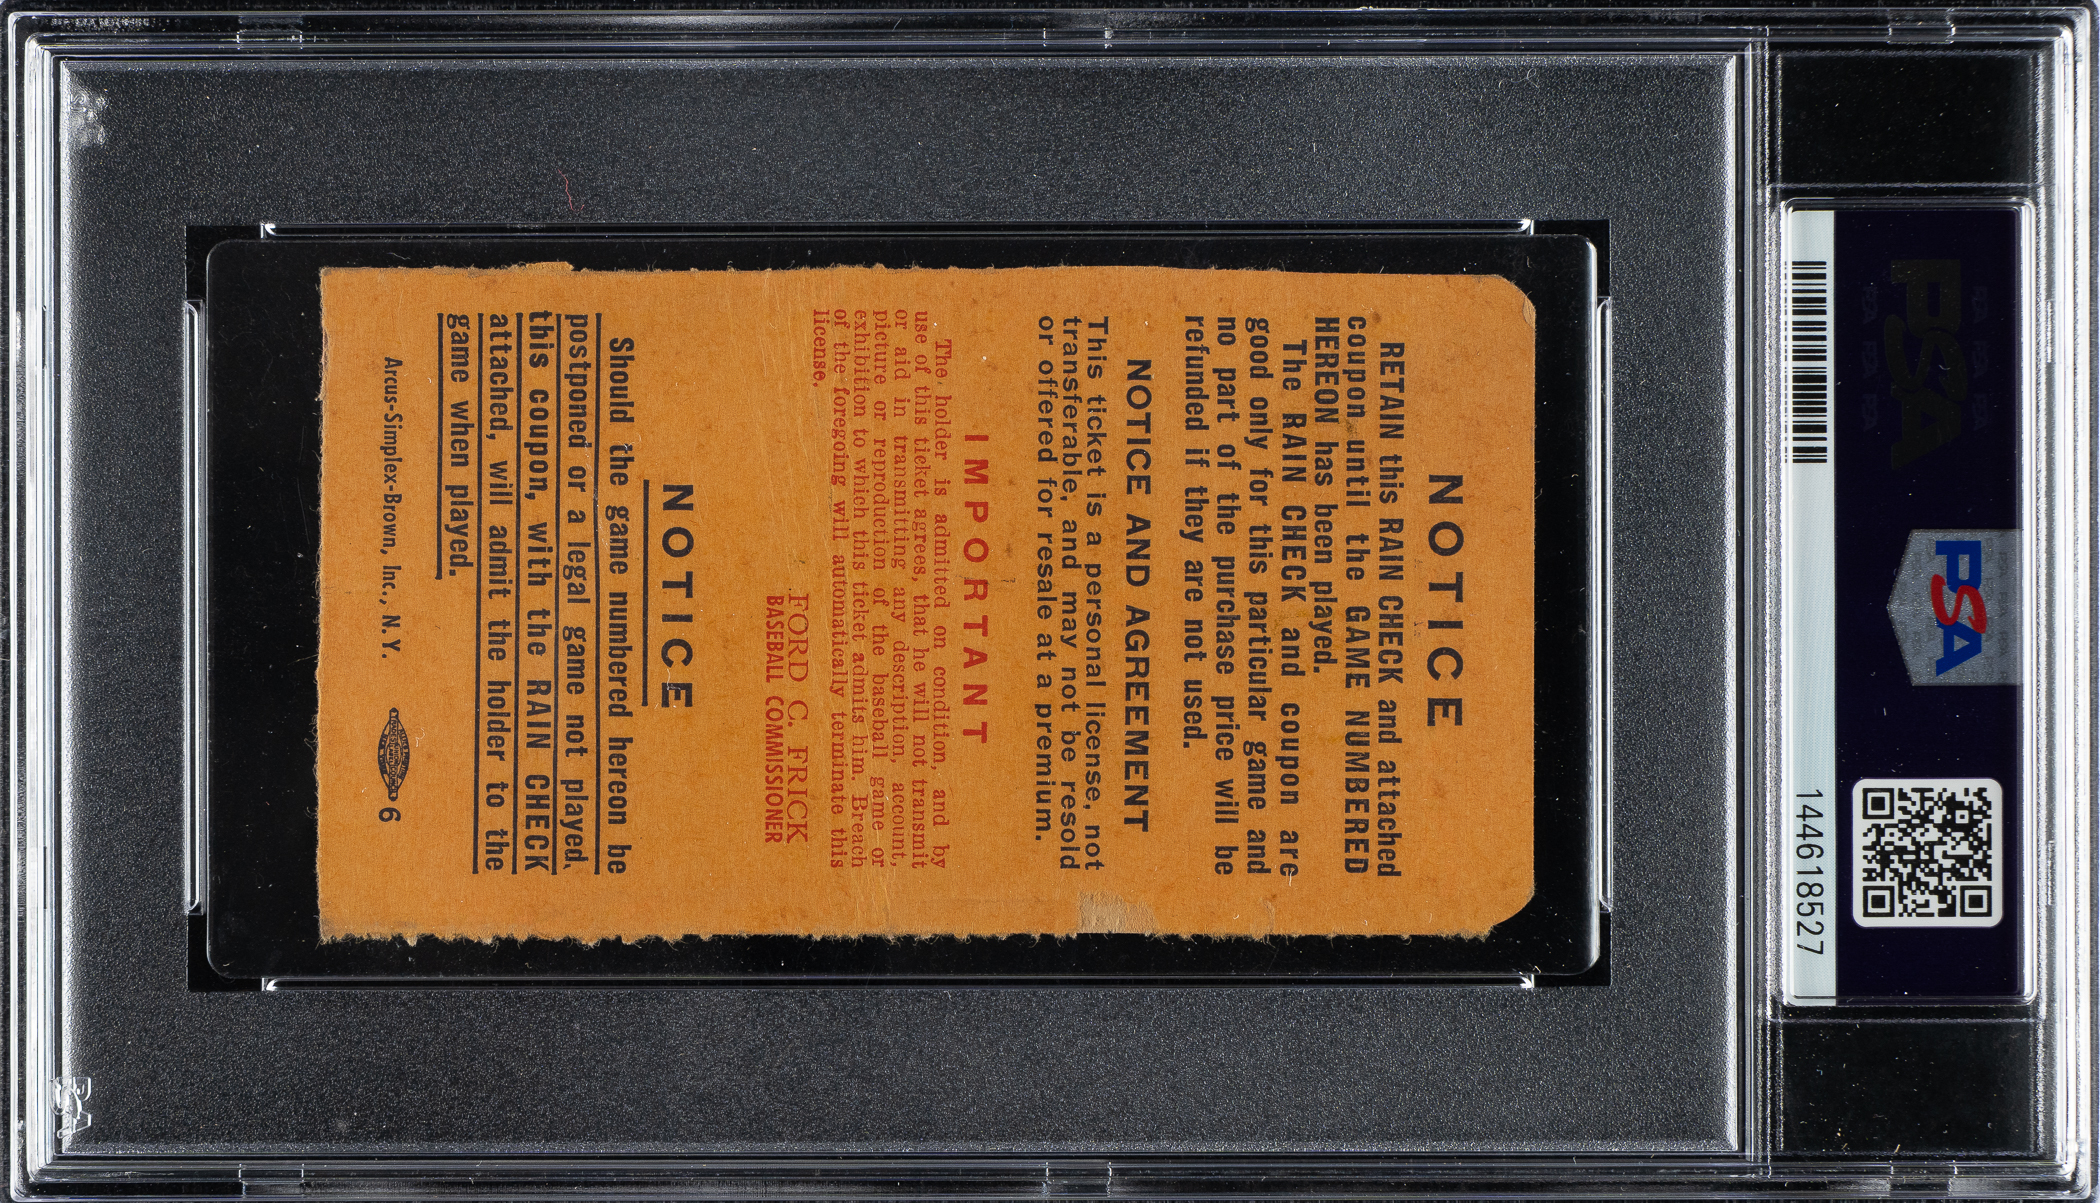 NOTICE
RETAIN this RAIN CHECK and attached
coupon until the GAME NUMBERED
HEREON has been played.
The RAIN CHECK and coupon are
good only for this particular game and
no part of the purchase price will be
refunded if they are not used.
NOTICE AND AGREEMENT
This ticket is a personal license, not
transferable, and may not be resold
or offered for resale at a premium.
IMPORTANT
The holder is admitted on condition, and by
use of this ticket agrees, that he will not transmit
or aid in transmitting any description, account,
picture or reproduction of the baseball game or
exhibition to which this ticket admits him. Breach
of the foregoing will automatically terminate this
license.
FORD C. FRICK
BASEBALL COMMISSIONER
NOTICE
Should the game numbered hereon be
postponed or a legal game not played,
this coupon, with the RAIN CHECK
attached, will admit the holder to the
game when played.
Arcus-Simplex-Brown, Inc., N. Y. 6
PSA
PSA
144618527
PSA